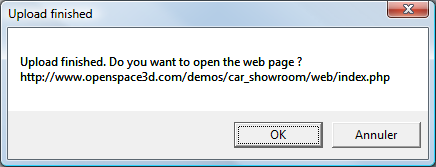 Upload finished
Upload finished. Do you want to open the web page ?
http://www.openspace3d.com/demos/car_showroom/web/index.php
OK
Annuler